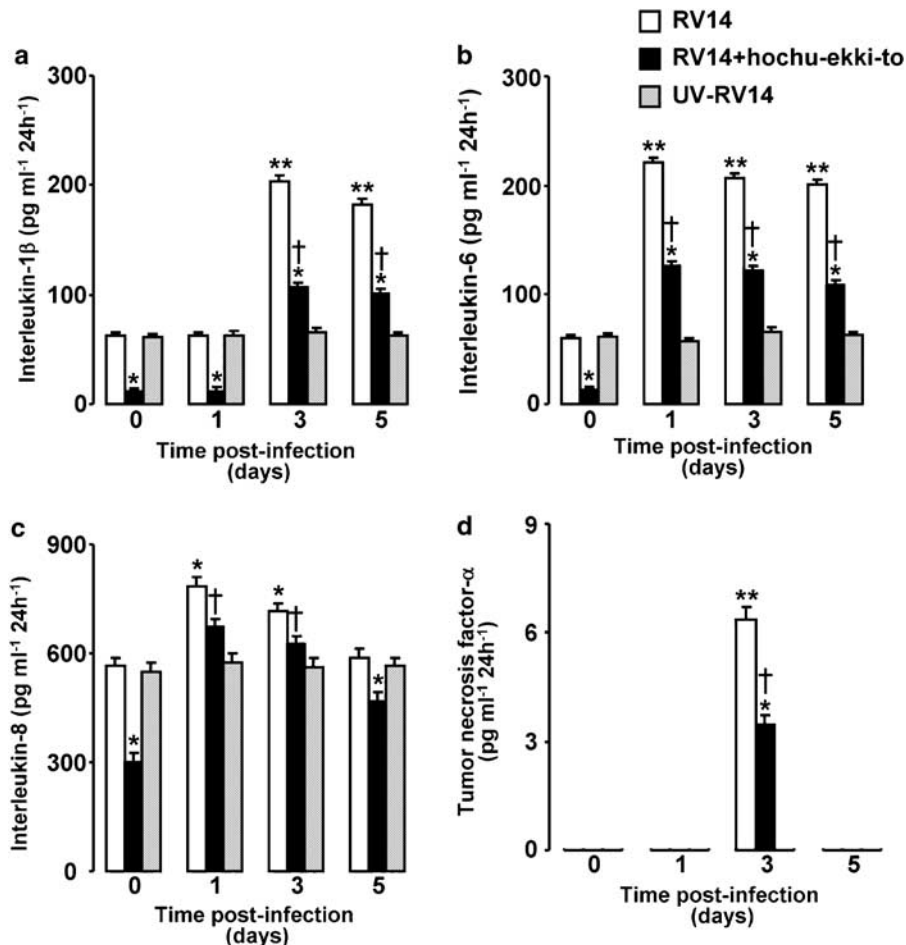 RV14
RV14+hochu-ekki-to
UV-RV14
a
Interleukin-1β (pg ml⁻¹ 24h⁻¹)
300
200
100
0
** **
† †
* * * *
0 1 3 5
Time post-infection
(days)
b
Interleukin-6 (pg ml⁻¹ 24h⁻¹)
300
200
100
0
** ** **
† † †
* * * *
0 1 3 5
Time post-infection
(days)
c
Interleukin-8 (pg ml⁻¹ 24h⁻¹)
900
600
300
0
* *
† †
* *
0 1 3 5
Time post-infection
(days)
d
Tumor necrosis factor-α
(pg ml⁻¹ 24h⁻¹)
9
6
3
0
**
†
*
0 1 3 5
Time post-infection
(days)